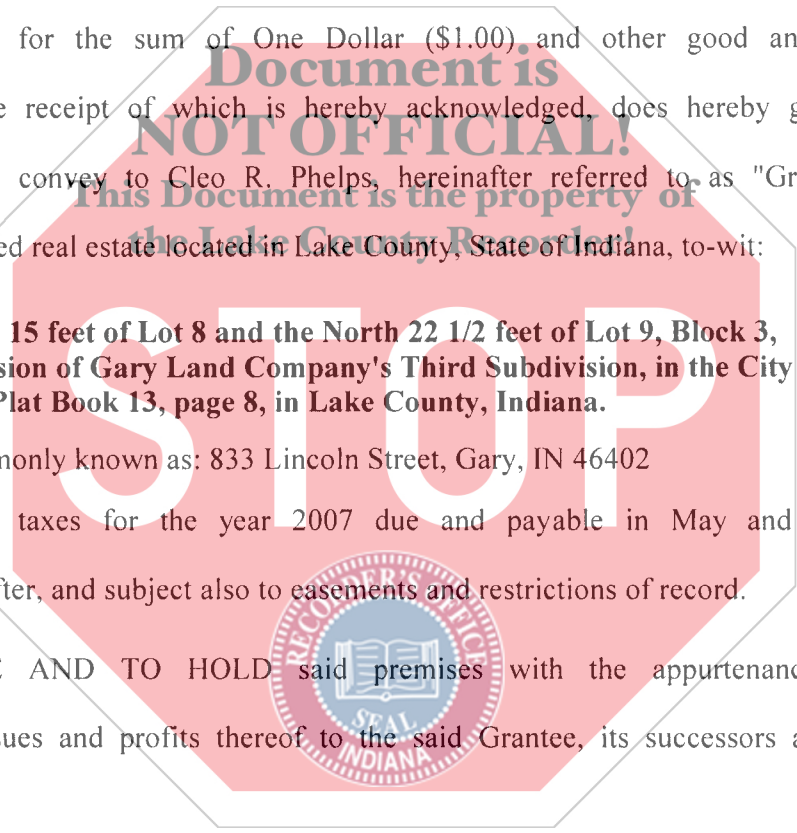 for the sum of One Dollar ($1.00) and other good an
Document is
e receipt of which is hereby acknowledged, does hereby g
NOT OFFICIAL!
convey to Cleo R. Phelps, hereinafter referred to as "Gr
This Document is the property of
ed real estate located in Lake County, State of Indiana, to-wit:
the Lake County Recorder!
15 feet of Lot 8 and the North 22 1/2 feet of Lot 9, Block 3,
sion of Gary Land Company's Third Subdivision, in the City
Plat Book 13, page 8, in Lake County, Indiana.
STOP
monly known as: 833 Lincoln Street, Gary, IN 46402
taxes for the year 2007 due and payable in May and
fter, and subject also to easements and restrictions of record.
RECORDER'S OFFICE
E AND TO HOLD said premises with the appurtenanc
SEAL
sues and profits thereof to the said Grantee, its successors a
INDIANA